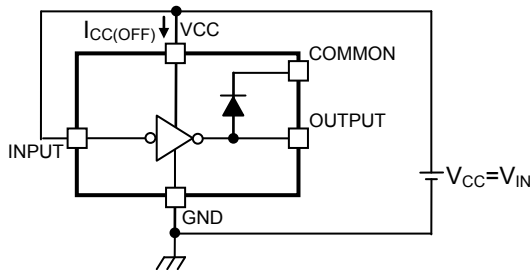 ICC(OFF)
VCC
COMMON
INPUT
OUTPUT
VCC=VIN
GND